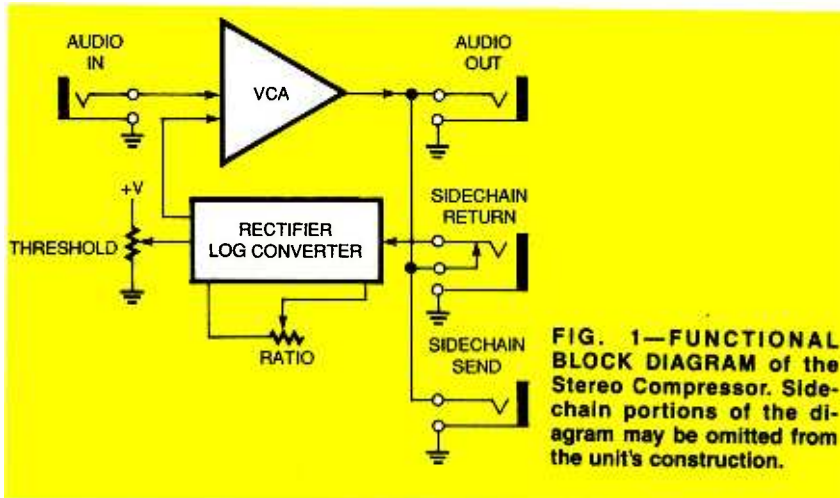 AUDIO
IN
VCA
AUDIO
OUT
+V
THRESHOLD
RECTIFIER
LOG CONVERTER
RATIO
SIDECHAIN
RETURN
SIDECHAIN
SEND
FIG. 1—FUNCTIONAL
BLOCK DIAGRAM of the
Stereo Compressor. Side-
chain portions of the di-
agram may be omitted from
the unit's construction.